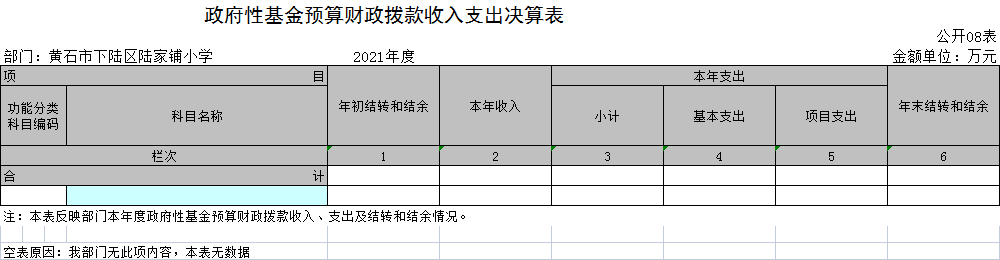 政府性基金预算财政拨款收入支出决算表
公开08表
部门：黄石市下陆区陆家铺小学 2021年度 金额单位：万元
项 目 年初结转和结余 本年收入 本年支出 年末结转和结余
功能分类科目编码 科目名称 小计 基本支出 项目支出
栏次 1 2 3 4 5 6
合 计
注：本表反映部门本年度政府性基金预算财政拨款收入、支出及结转和结余情况。
空表原因：我部门无此项内容，本表无数据